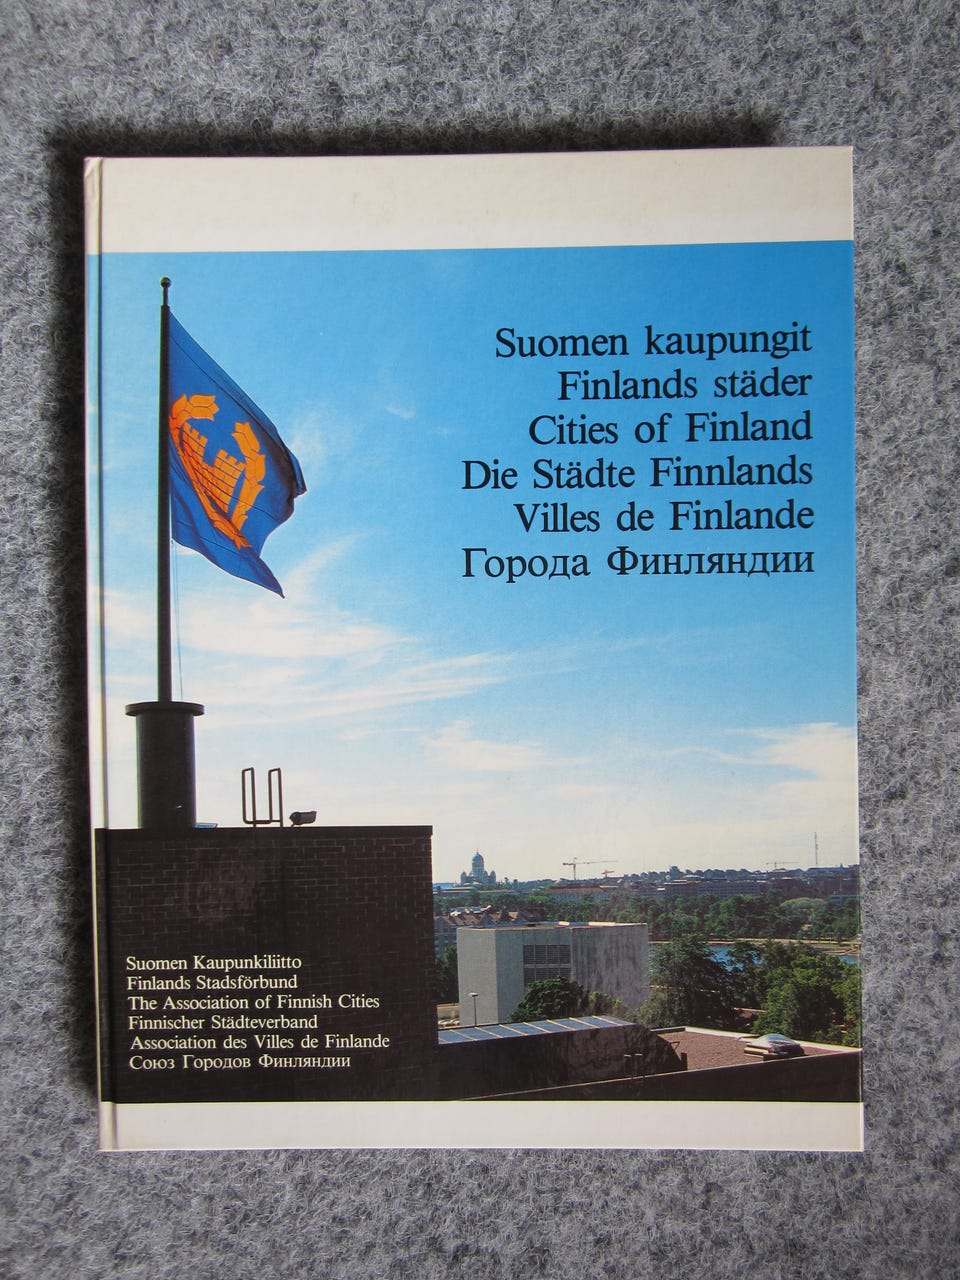 Suomen kaupungit
Finlands städer
Cities of Finland
Die Städte Finnlands
Villes de Finlande
Города Финляндии
Suomen Kaupunkiliitto
Finlands Stadsförbund
The Association of Finnish Cities
Finnischer Städteverband
Association des Villes de Finlande
Союз Городов Финляндии